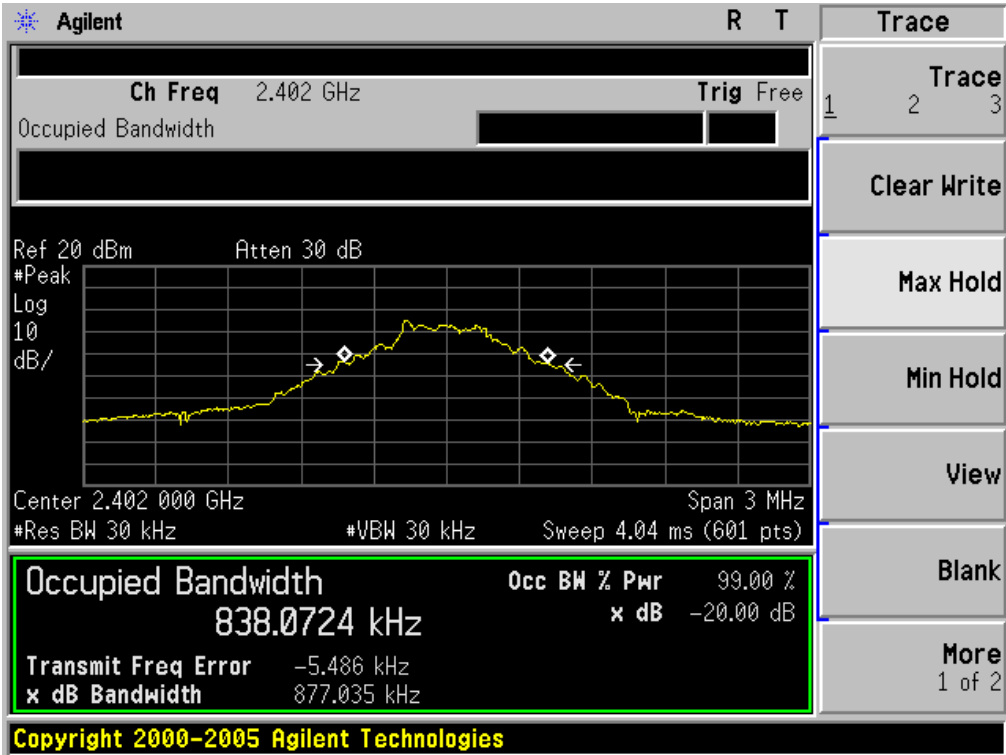 Agilent R T
Ch Freq 2.402 GHz Trig Free
Occupied Bandwidth
Ref 20 dBm Atten 30 dB
#Peak
Log
10
dB/
Center 2.402 000 GHz Span 3 MHz
#Res BW 30 kHz #VBW 30 kHz Sweep 4.04 ms (601 pts)
Occupied Bandwidth Occ BW % Pwr 99.00 %
838.0724 kHz x dB -20.00 dB
Transmit Freq Error -5.486 kHz
x dB Bandwidth 877.035 kHz
Copyright 2000-2005 Agilent Technologies
Trace
Trace
1 2 3
Clear Write
Max Hold
Min Hold
View
Blank
More
1 of 2